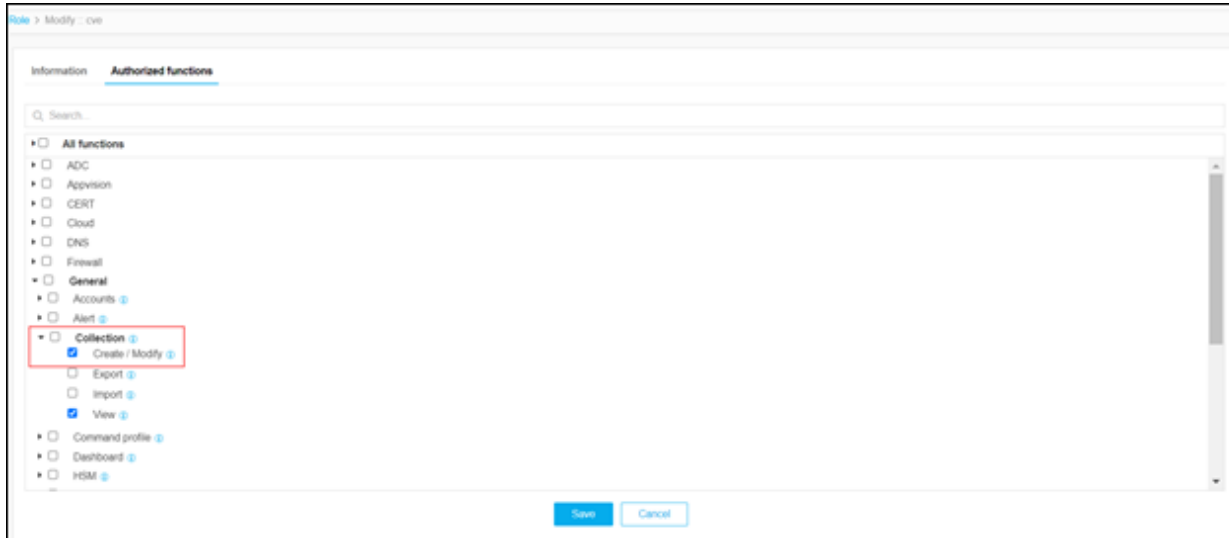 Role > Modify :: cve
Information Authorized functions
Search...
All functions
ADC
Appvision
CERT
Cloud
DNS
Firewall
General
Accounts
Alert
Collection
Create / Modify
Export
Import
View
Command profile
Dashboard
HSM
Save Cancel